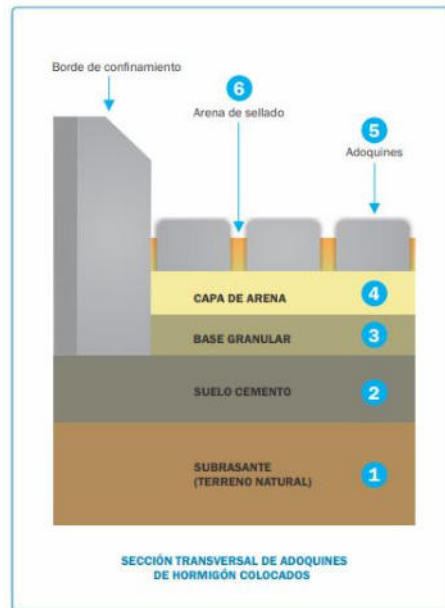 Borde de confinamiento
6
Arena de sellado
5
Adoquines
CAPA DE ARENA
4
BASE GRANULAR
3
SUELO CEMENTO
2
SUBRASANTE
(TERRENO NATURAL)
1
SECCIÓN TRANSVERSAL DE ADOQUINES
DE HORMIGÓN COLOCADOS